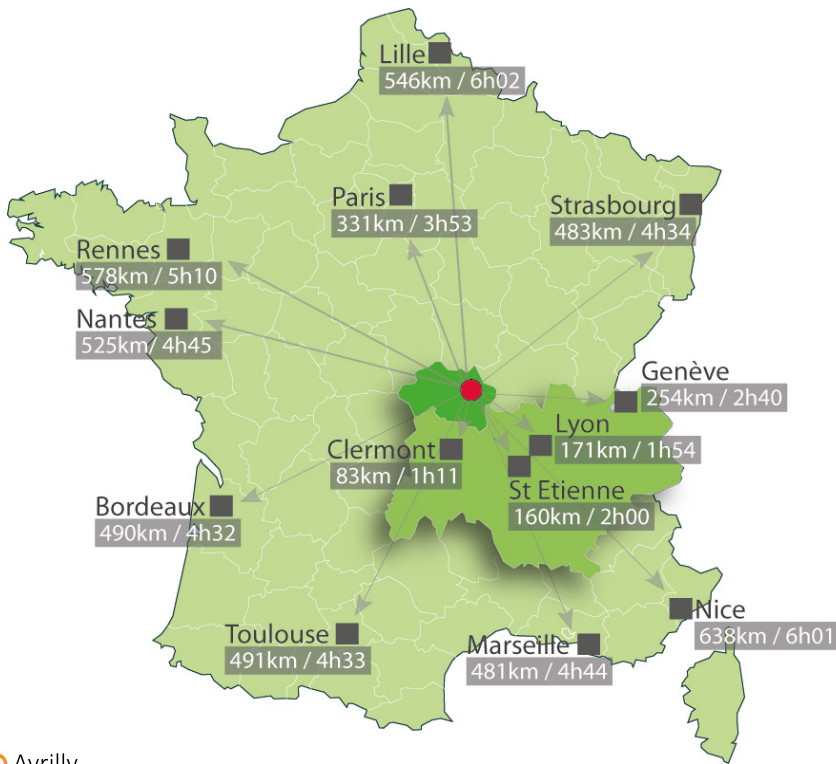 Lille
546km / 6h02
Paris
331km / 3h53
Strasbourg
483km / 4h34
Rennes
578km / 5h10
Nantes
525km/ 4h45
Genève
254km / 2h40
Lyon
171km / 1h54
Clermont
83km / 1h11
St Etienne
160km / 2h00
Bordeaux
490km / 4h32
Nice
638km / 6h01
Toulouse
491km / 4h33
Marseille
481km / 4h44
Avrilly